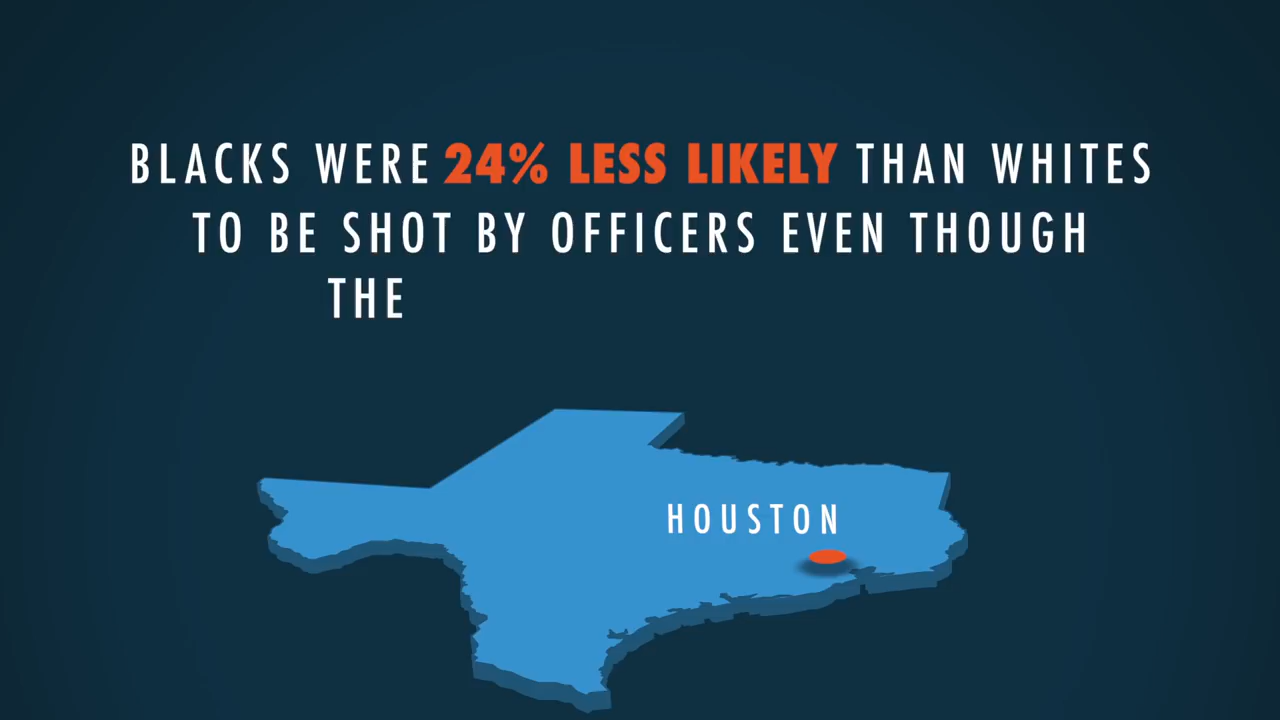 BLACKS WERE 24% LESS LIKELY THAN WHITES
TO BE SHOT BY OFFICERS EVEN THOUGH
THE
HOUSTON